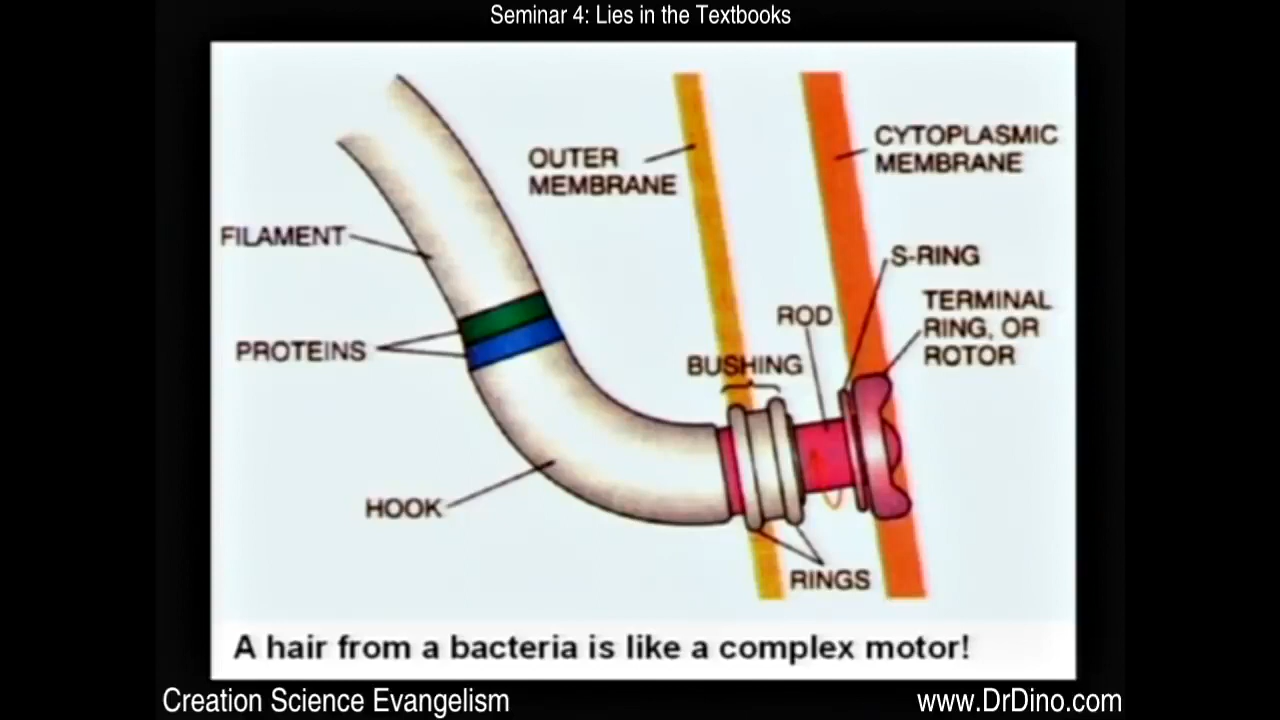 Seminar 4: Lies in the Textbooks
OUTER
MEMBRANE
CYTOPLASMIC
MEMBRANE
FILAMENT
S-RING
TERMINAL
RING, OR
ROTOR
ROD
PROTEINS
BUSHING
HOOK
RINGS
A hair from a bacteria is like a complex motor!
Creation Science Evangelism
www.DrDino.com